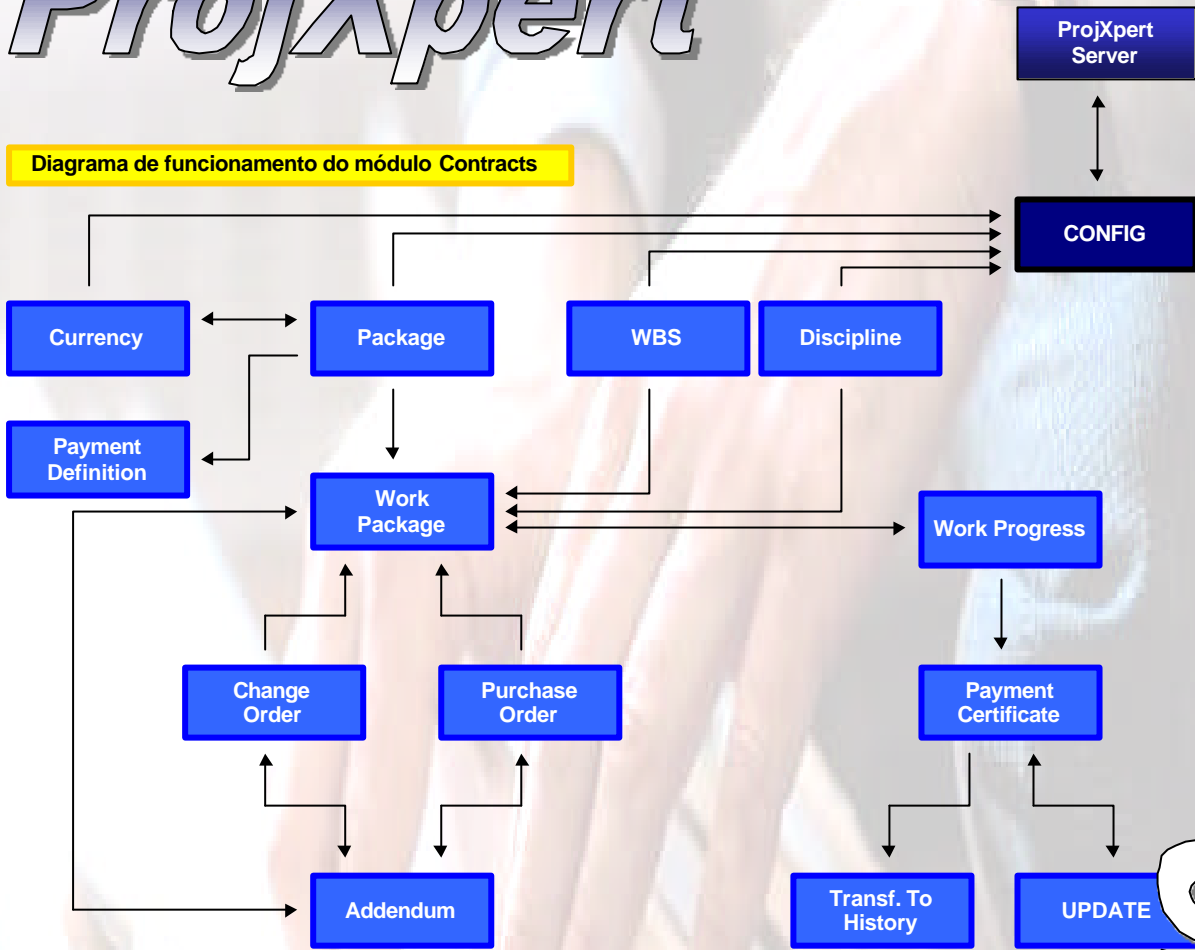 ProjXpert
ProjXpert
Server
Diagrama de funcionamento do módulo Contracts
CONFIG
Currency
Package
WBS
Discipline
Payment
Definition
Work
Package
Work Progress
Change
Order
Purchase
Order
Payment
Certificate
Addendum
Transf. To
History
UPDATE